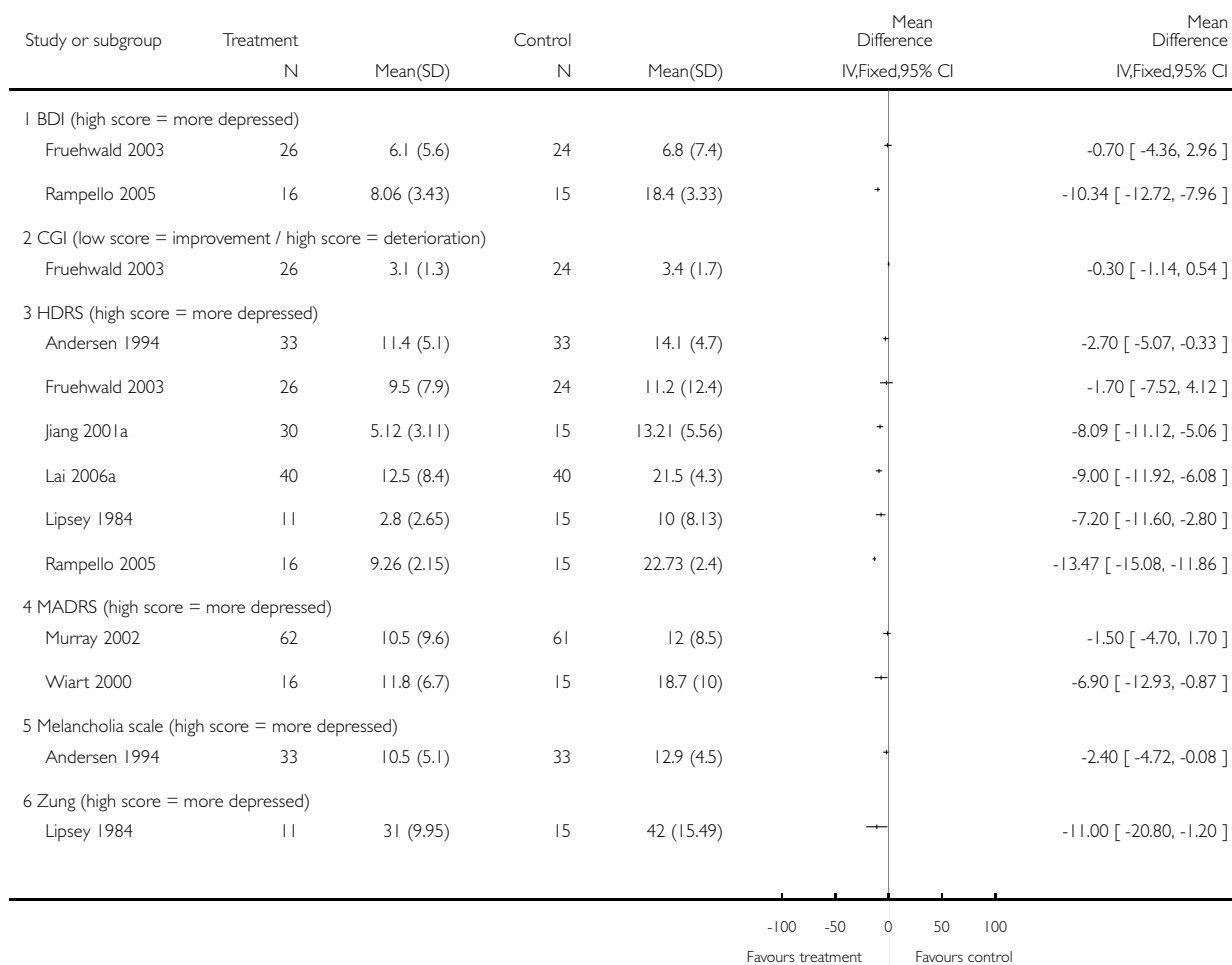 Study or subgroup Treatment Control Mean Difference Mean Difference
N Mean(SD) N Mean(SD) IV,Fixed,95% CI IV,Fixed,95% CI
1 BDI (high score = more depressed)
Fruehwald 2003 26 6.1 (5.6) 24 6.8 (7.4) -0.70 [ -4.36, 2.96 ]
Rampello 2005 16 8.06 (3.43) 15 18.4 (3.33) -10.34 [ -12.72, -7.96 ]
2 CGI (low score = improvement / high score = deterioration)
Fruehwald 2003 26 3.1 (1.3) 24 3.4 (1.7) -0.30 [ -1.14, 0.54 ]
3 HDRS (high score = more depressed)
Andersen 1994 33 11.4 (5.1) 33 14.1 (4.7) -2.70 [ -5.07, -0.33 ]
Fruehwald 2003 26 9.5 (7.9) 24 11.2 (12.4) -1.70 [ -7.52, 4.12 ]
Jiang 2001a 30 5.12 (3.11) 15 13.21 (5.56) -8.09 [ -11.12, -5.06 ]
Lai 2006a 40 12.5 (8.4) 40 21.5 (4.3) -9.00 [ -11.92, -6.08 ]
Lipsey 1984 11 2.8 (2.65) 15 10 (8.13) -7.20 [ -11.60, -2.80 ]
Rampello 2005 16 9.26 (2.15) 15 22.73 (2.4) -13.47 [ -15.08, -11.86 ]
4 MADRS (high score = more depressed)
Murray 2002 62 10.5 (9.6) 61 12 (8.5) -1.50 [ -4.70, 1.70 ]
Wiart 2000 16 11.8 (6.7) 15 18.7 (10) -6.90 [ -12.93, -0.87 ]
5 Melancholia scale (high score = more depressed)
Andersen 1994 33 10.5 (5.1) 33 12.9 (4.5) -2.40 [ -4.72, -0.08 ]
6 Zung (high score = more depressed)
Lipsey 1984 11 31 (9.95) 15 42 (15.49) -11.00 [ -20.80, -1.20 ]
-100 -50 0 50 100
Favours treatment Favours control